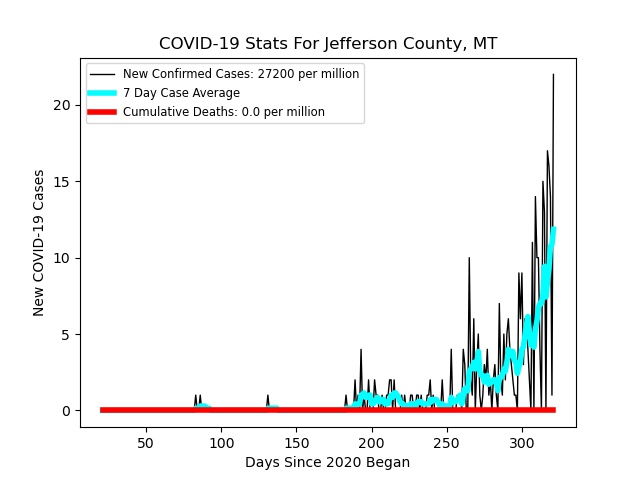 COVID-19 Stats For Jefferson County, MT
New Confirmed Cases: 27200 per million
7 Day Case Average
Cumulative Deaths: 0.0 per million
New COVID-19 Cases
20
15
10
5
0
50 100 150 200 250 300
Days Since 2020 Began